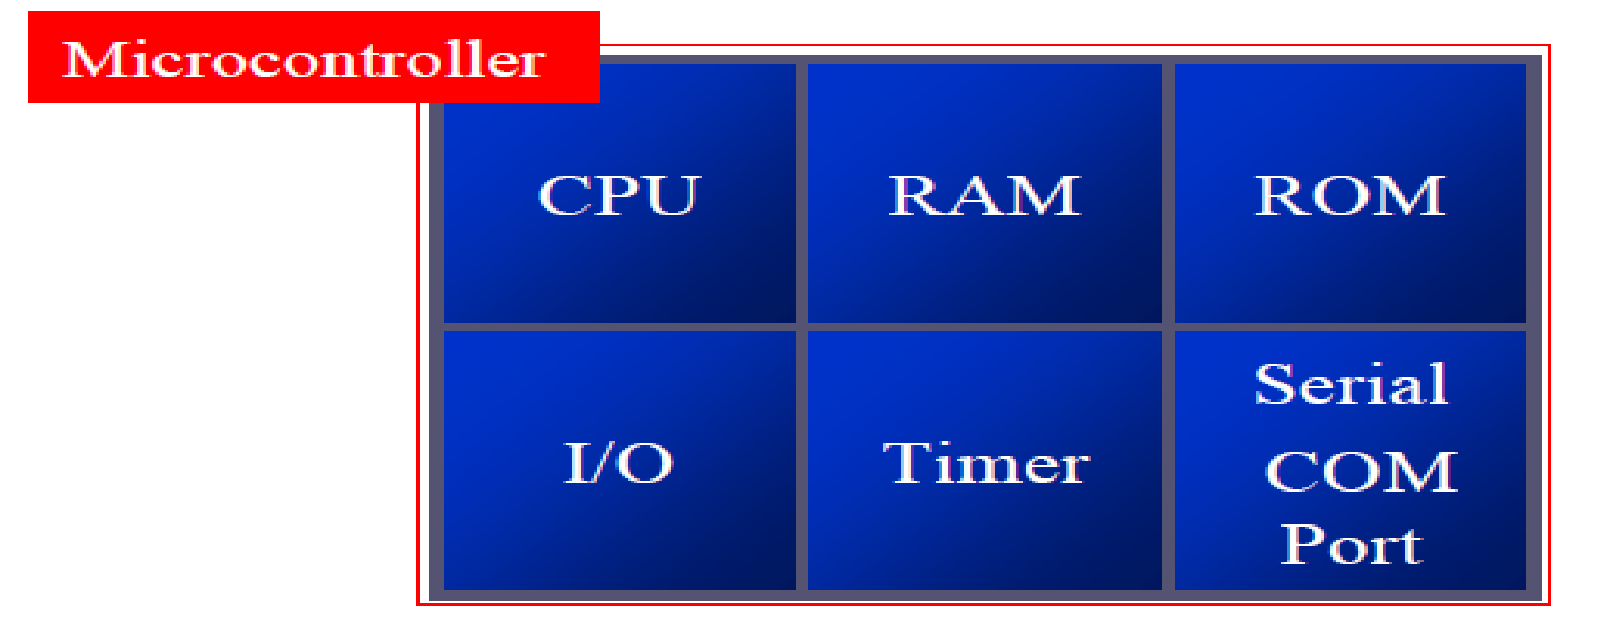 Microcontroller
CPU
RAM
ROM
I/O
Timer
Serial
COM
Port